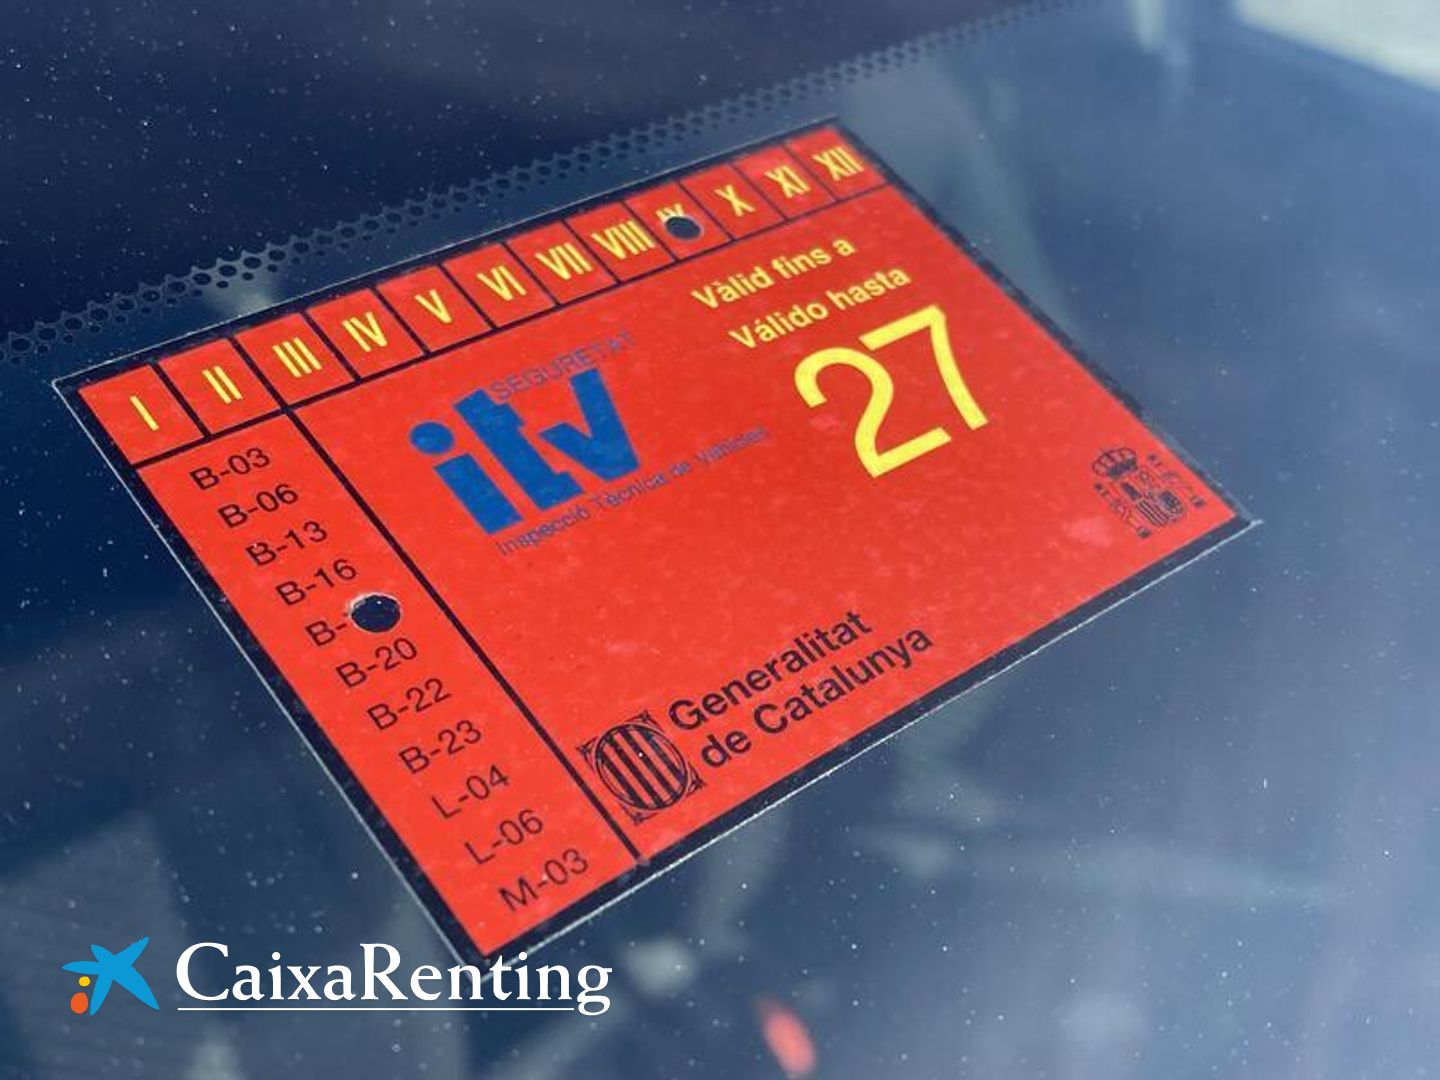 I II III IV V VI VII VIII IX X XI XII
Vàlid fins a
Válido hasta
27
SEGURETAT
itv
Inspecció Tècnica de Vehicles
B-03
B-06
B-13
B-16
B-
B-20
B-22
B-23
L-04
L-06
M-03
Generalitat
de Catalunya
CaixaRenting